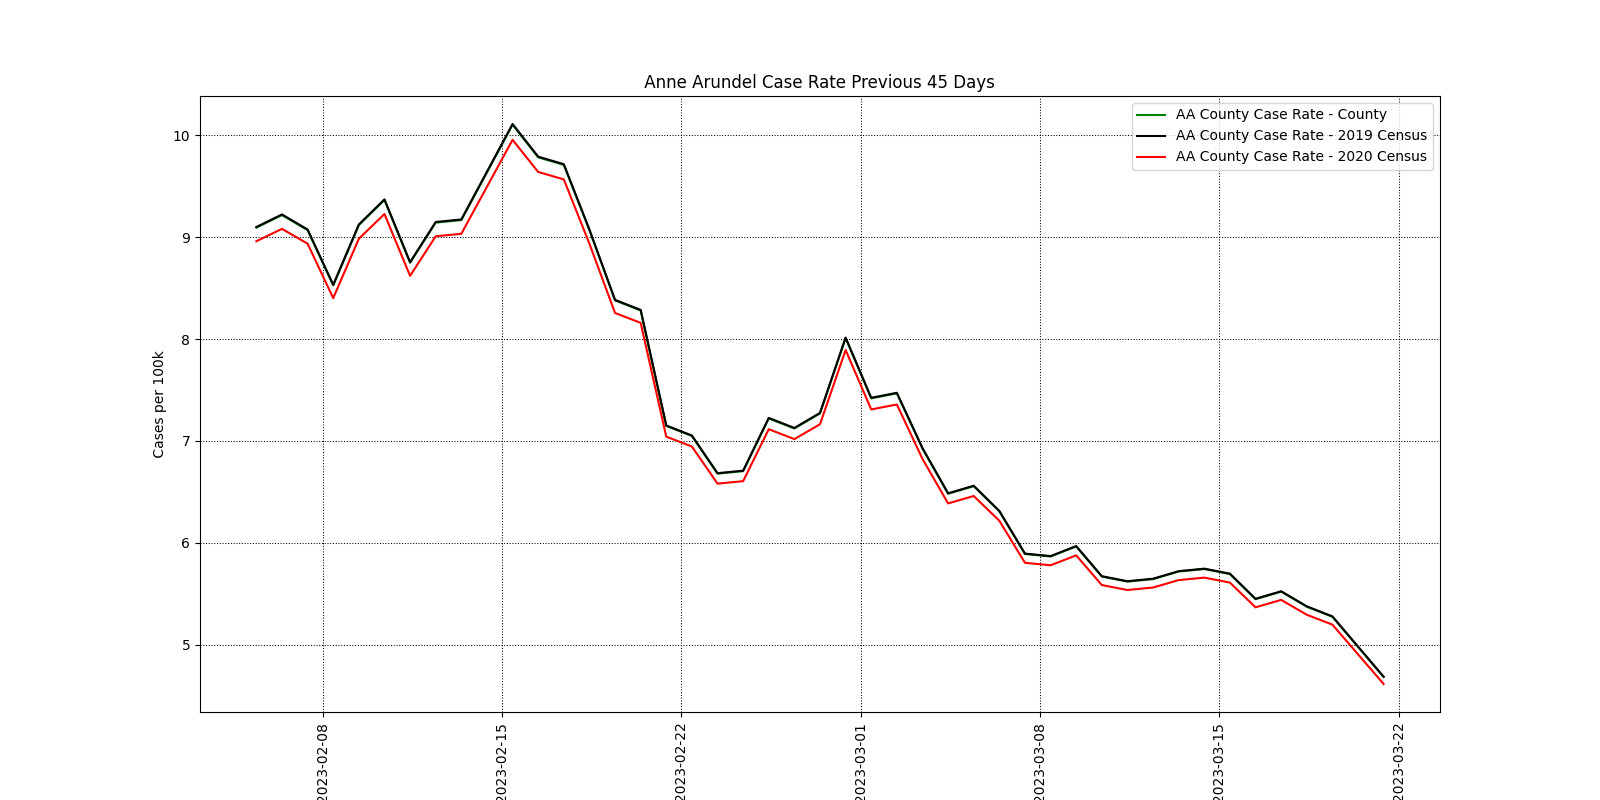 Anne Arundel Case Rate Previous 45 Days
AA County Case Rate - County
AA County Case Rate - 2019 Census
AA County Case Rate - 2020 Census
Cases per 100k
10
9
8
7
6
5
2023-02-08
2023-02-15
2023-02-22
2023-03-01
2023-03-08
2023-03-15
2023-03-22